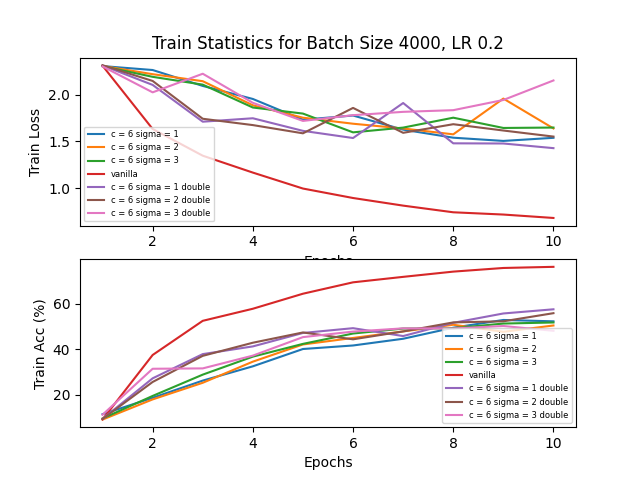 Train Statistics for Batch Size 4000, LR 0.2
Train Loss
2.0
1.5
1.0
c = 6 sigma = 1
c = 6 sigma = 2
c = 6 sigma = 3
vanilla
c = 6 sigma = 1 double
c = 6 sigma = 2 double
c = 6 sigma = 3 double
2 4 6 8 10
Epochs
Train Acc (%)
60
40
20
c = 6 sigma = 1
c = 6 sigma = 2
c = 6 sigma = 3
vanilla
c = 6 sigma = 1 double
c = 6 sigma = 2 double
c = 6 sigma = 3 double
2 4 6 8 10
Epochs